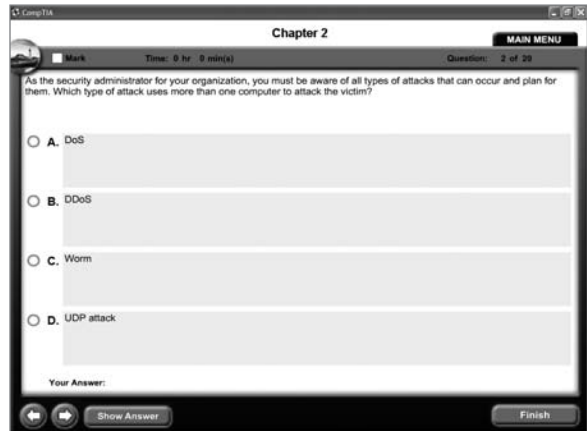 CompTIA
Chapter 2
MAIN MENU
Mark Time: 0 hr 0 min(s) Question: 2 of 20
As the security administrator for your organization, you must be aware of all types of attacks that can occur and plan for
them. Which type of attack uses more than one computer to attack the victim?
A. DoS
B. DDoS
C. Worm
D. UDP attack
Your Answer:
Show Answer Finish